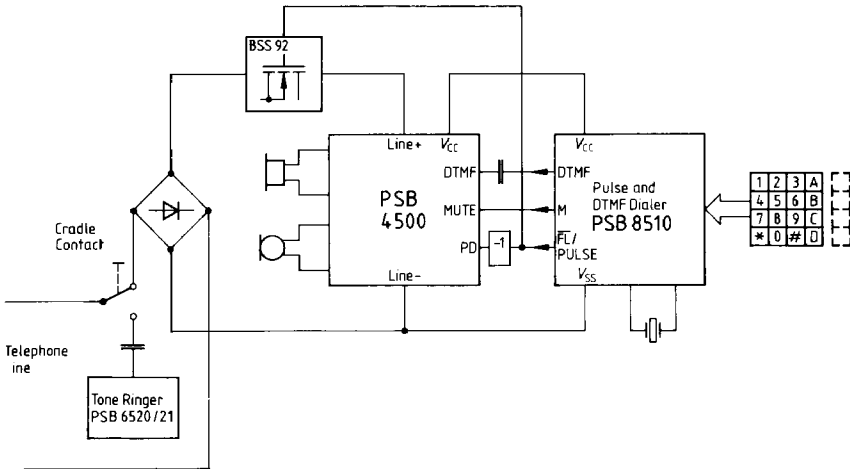 BSS 92
Line+
VCC
VCC
DTMF
DTMF
PSB
4500
Pulse and
DTMF Dialer
PSB 8510
1 2 3 A
4 5 6 B
7 8 9 C
* 0 # D
MUTE
M
PD
-1
FL/
PULSE
Line-
VSS
Cradle
Contact
Telephone
ine
Tone Ringer
PSB 6520/21